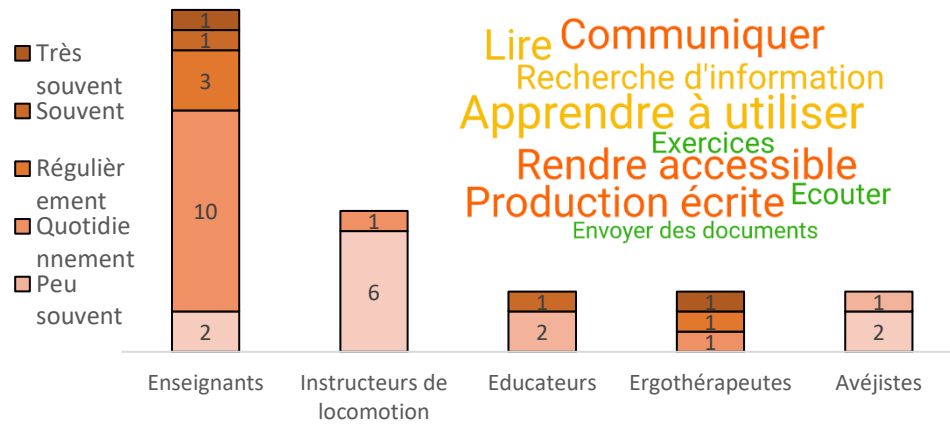 Très
souvent
Souvent
Régulièr
ement
Quotidie
nnement
Peu
souvent
1
1
3
10
2
1
6
1
2
1
1
1
1
2
Enseignants
Instructeurs de
locomotion
Educateurs
Ergothérapeutes
Avéjistes
Lire Communiquer
Recherche d'information
Apprendre à utiliser
Exercices
Rendre accessible
Production écrite Ecouter
Envoyer des documents